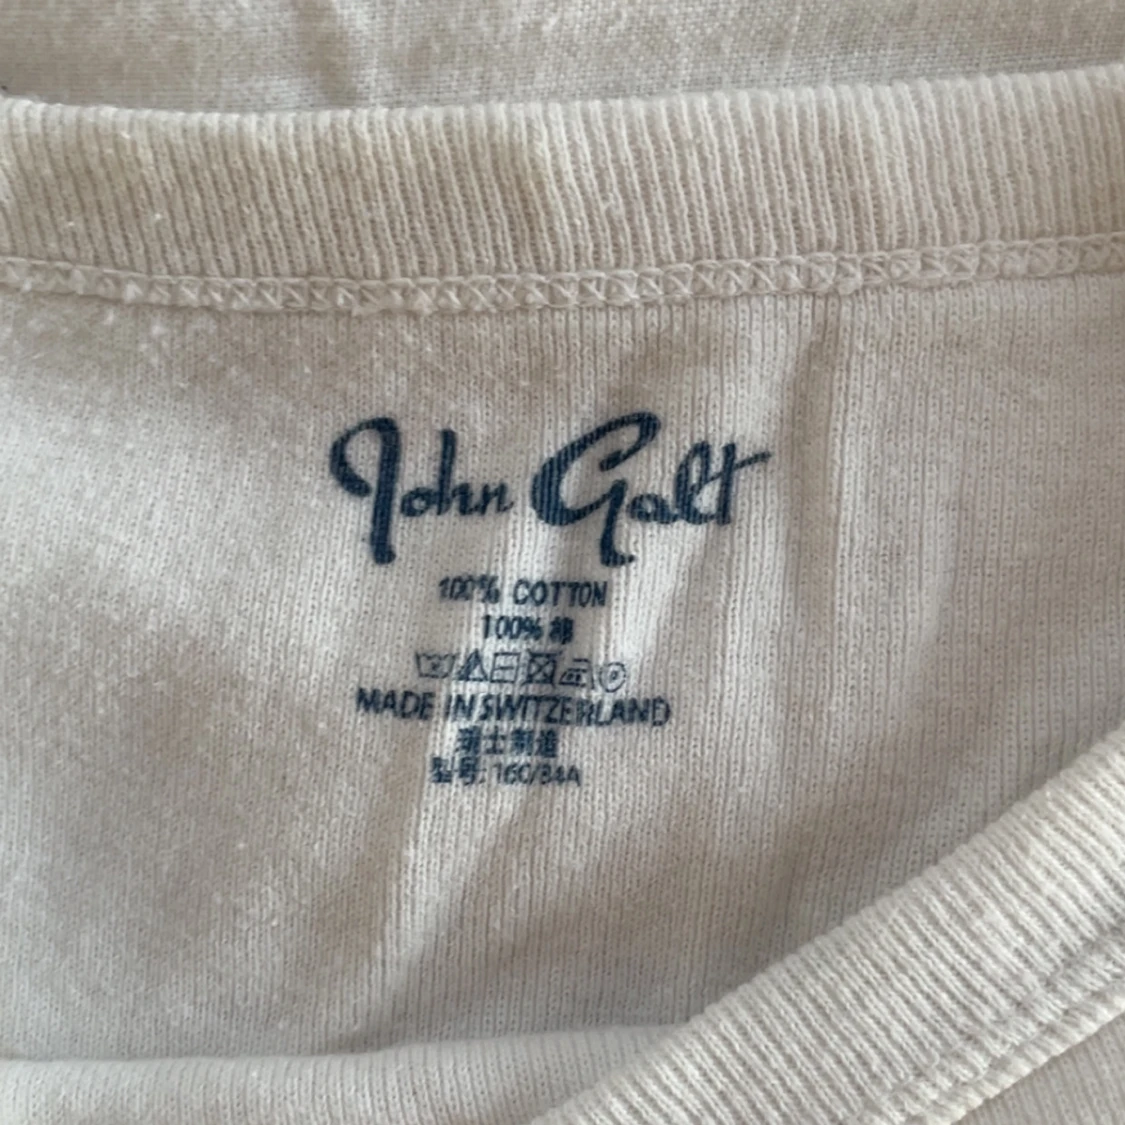 John Galt
100% COTTON
100% 棉
MADE IN SWITZERLAND
瑞士制造
型号: 160/84A